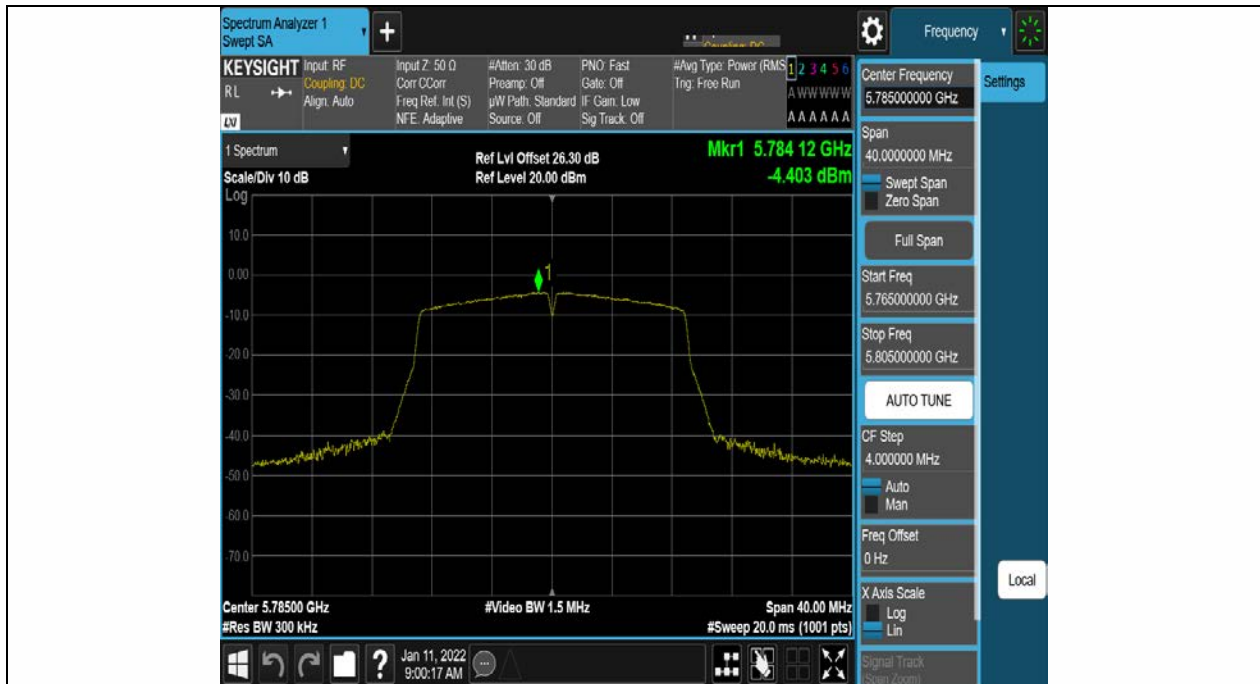 Spectrum Analyzer 1
Swept SA
+
Frequency
KEYSIGHT
RL
LXI
Input: RF
Coupling: DC
Align: Auto
Input Z: 50 Ω
Corr CCorr
Freq Ref: Int (S)
NFE: Adaptive
#Atten: 30 dB
Preamp: Off
µW Path: Standard
Source: Off
PNO: Fast
Gate: Off
IF Gain: Low
Sig Track: Off
#Avg Type: Power (RMS
Trig: Free Run
1 2 3 4 5 6
A W W W W W
A A A A A A
1 Spectrum
Scale/Div 10 dB
Log
Ref Lvl Offset 26.30 dB
Ref Level 20.00 dBm
Mkr1 5.784 12 GHz
-4.403 dBm
1
10.0
0.00
-10.0
-20.0
-30.0
-40.0
-50.0
-60.0
-70.0
Center 5.78500 GHz
#Res BW 300 kHz
#Video BW 1.5 MHz
Span 40.00 MHz
#Sweep 20.0 ms (1001 pts)
Center Frequency
5.785000000 GHz
Settings
Span
40.0000000 MHz
Swept Span
Zero Span
Full Span
Start Freq
5.765000000 GHz
Stop Freq
5.805000000 GHz
AUTO TUNE
CF Step
4.000000 MHz
Auto
Man
Freq Offset
0 Hz
X Axis Scale
Log
Lin
Local
Signal Track
(Span Zoom)
?
Jan 11, 2022
9:00:17 AM